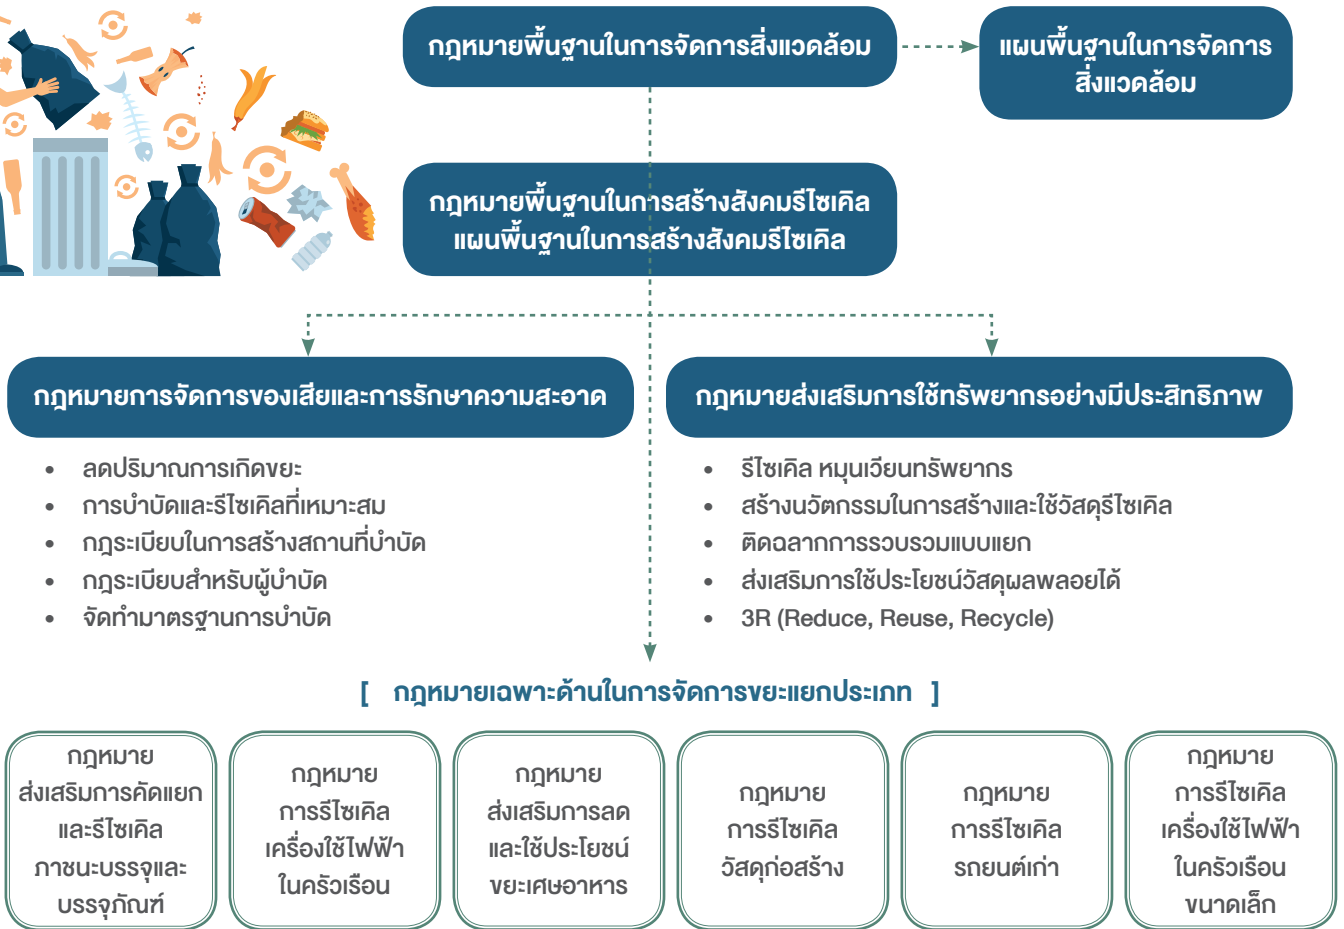 กฎหมายพื้นฐานในการจัดการสิ่งแวดล้อม
แผนพื้นฐานในการจัดการ
สิ่งแวดล้อม
กฎหมายพื้นฐานในการสร้างสังคมรีไซเคิล
แผนพื้นฐานในการสร้างสังคมรีไซเคิล
กฎหมายการจัดการของเสียและการรักษาความสะอาด
• ลดปริมาณการเกิดขยะ
• การบำบัดและรีไซเคิลที่เหมาะสม
• กฎระเบียบในการสร้างสถานที่บำบัด
• กฎระเบียบสำหรับผู้บำบัด
• จัดทำมาตรฐานการบำบัด
กฎหมายส่งเสริมการใช้ทรัพยากรอย่างมีประสิทธิภาพ
• รีไซเคิล หมุนเวียนทรัพยากร
• สร้างนวัตกรรมในการสร้างและใช้วัสดุรีไซเคิล
• ติดฉลากการรวบรวมแบบแยก
• ส่งเสริมการใช้ประโยชน์วัสดุผลพลอยได้
• 3R (Reduce, Reuse, Recycle)
[ กฎหมายเฉพาะด้านในการจัดการขยะแยกประเภท ]
กฎหมาย
ส่งเสริมการคัดแยก
และรีไซเคิล
ภาชนะบรรจุและ
บรรจุภัณฑ์
กฎหมาย
การรีไซเคิล
เครื่องใช้ไฟฟ้า
ในครัวเรือน
กฎหมาย
ส่งเสริมการลด
และใช้ประโยชน์
ขยะเศษอาหาร
กฎหมาย
การรีไซเคิล
วัสดุก่อสร้าง
กฎหมาย
การรีไซเคิล
รถยนต์เก่า
กฎหมาย
การรีไซเคิล
เครื่องใช้ไฟฟ้า
ในครัวเรือน
ขนาดเล็ก